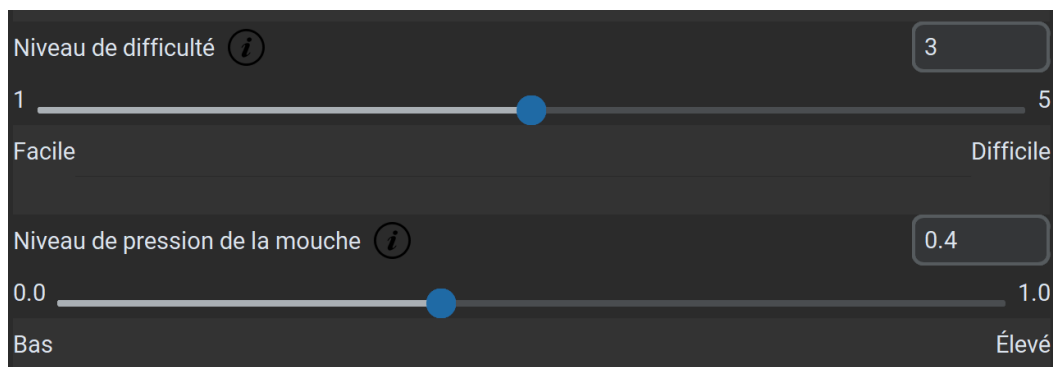 Niveau de difficulté i 3
1 5
Facile Difficile
Niveau de pression de la mouche i 0.4
0.0 1.0
Bas Élevé